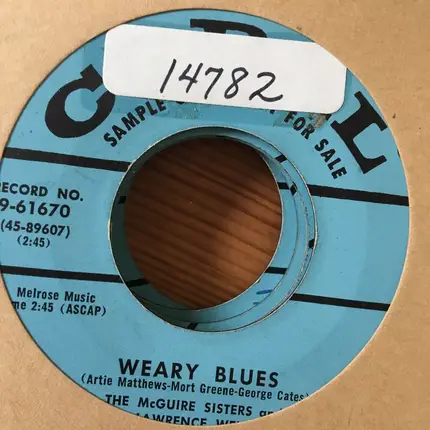 14782
SAMPLE FOR SALE
RECORD NO.
9-61670
(45-89607)
(2:45)
Melrose Music
2:45 (ASCAP)
WEARY BLUES
(Artie Matthews-Mort Greene-George Cates)
THE McGUIRE SISTERS
LAWRENCE